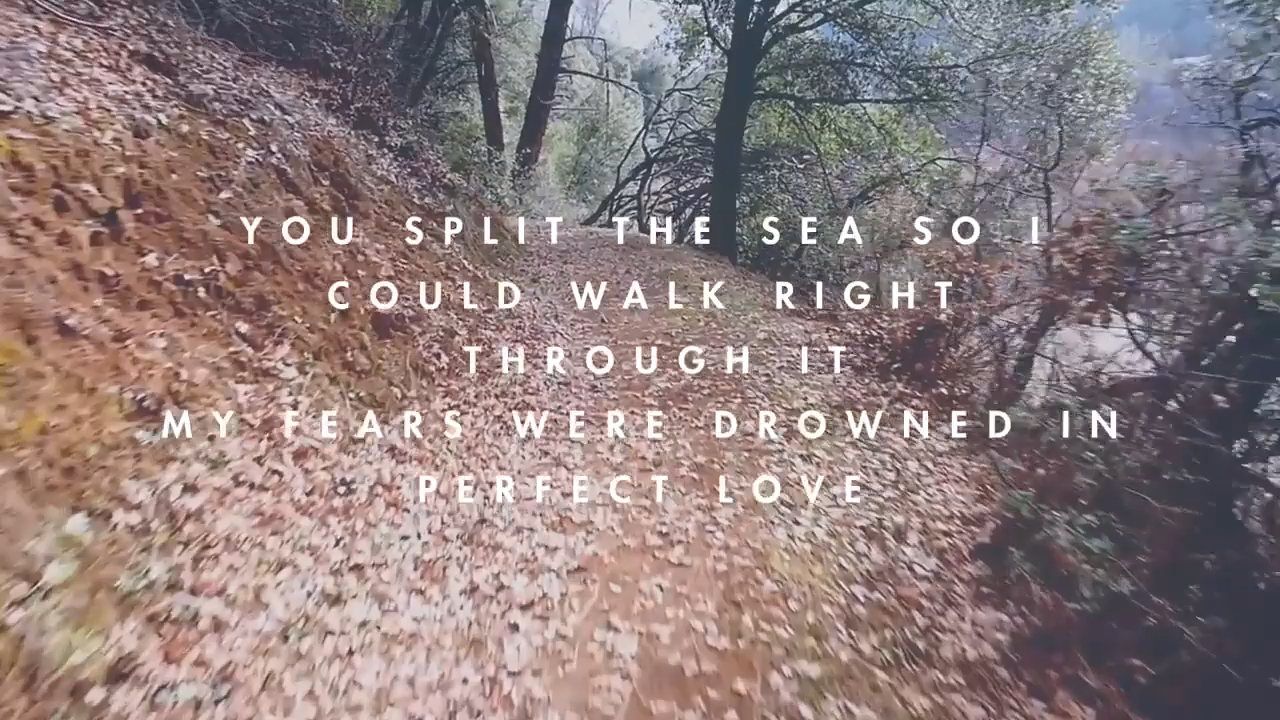 YOU SPLIT THE SEA SO I
COULD WALK RIGHT
THROUGH IT
MY FEARS WERE DROWNED IN
PERFECT LOVE